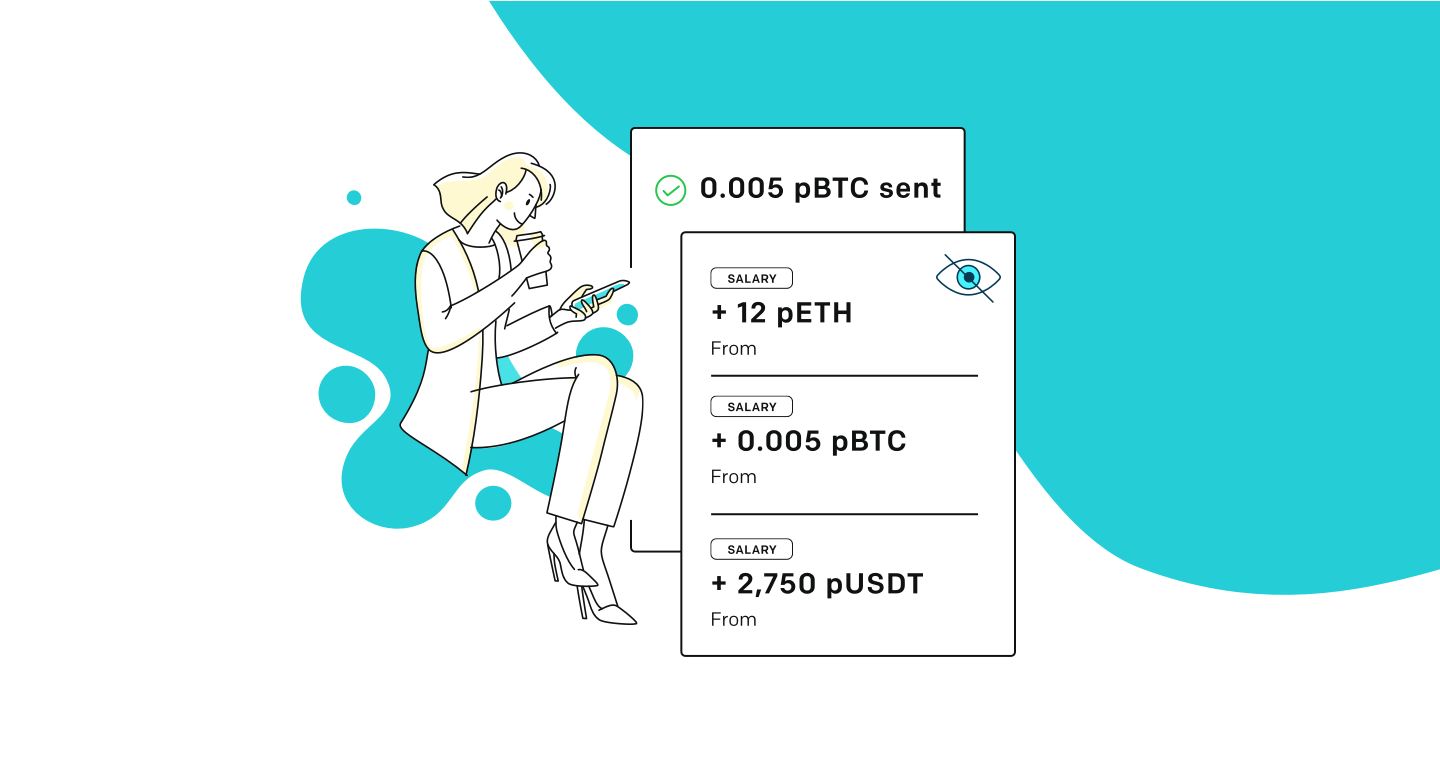 0.005 pBTC sent
SALARY
+ 12 pETH
From
SALARY
+ 0.005 pBTC
From
SALARY
+ 2,750 pUSDT
From